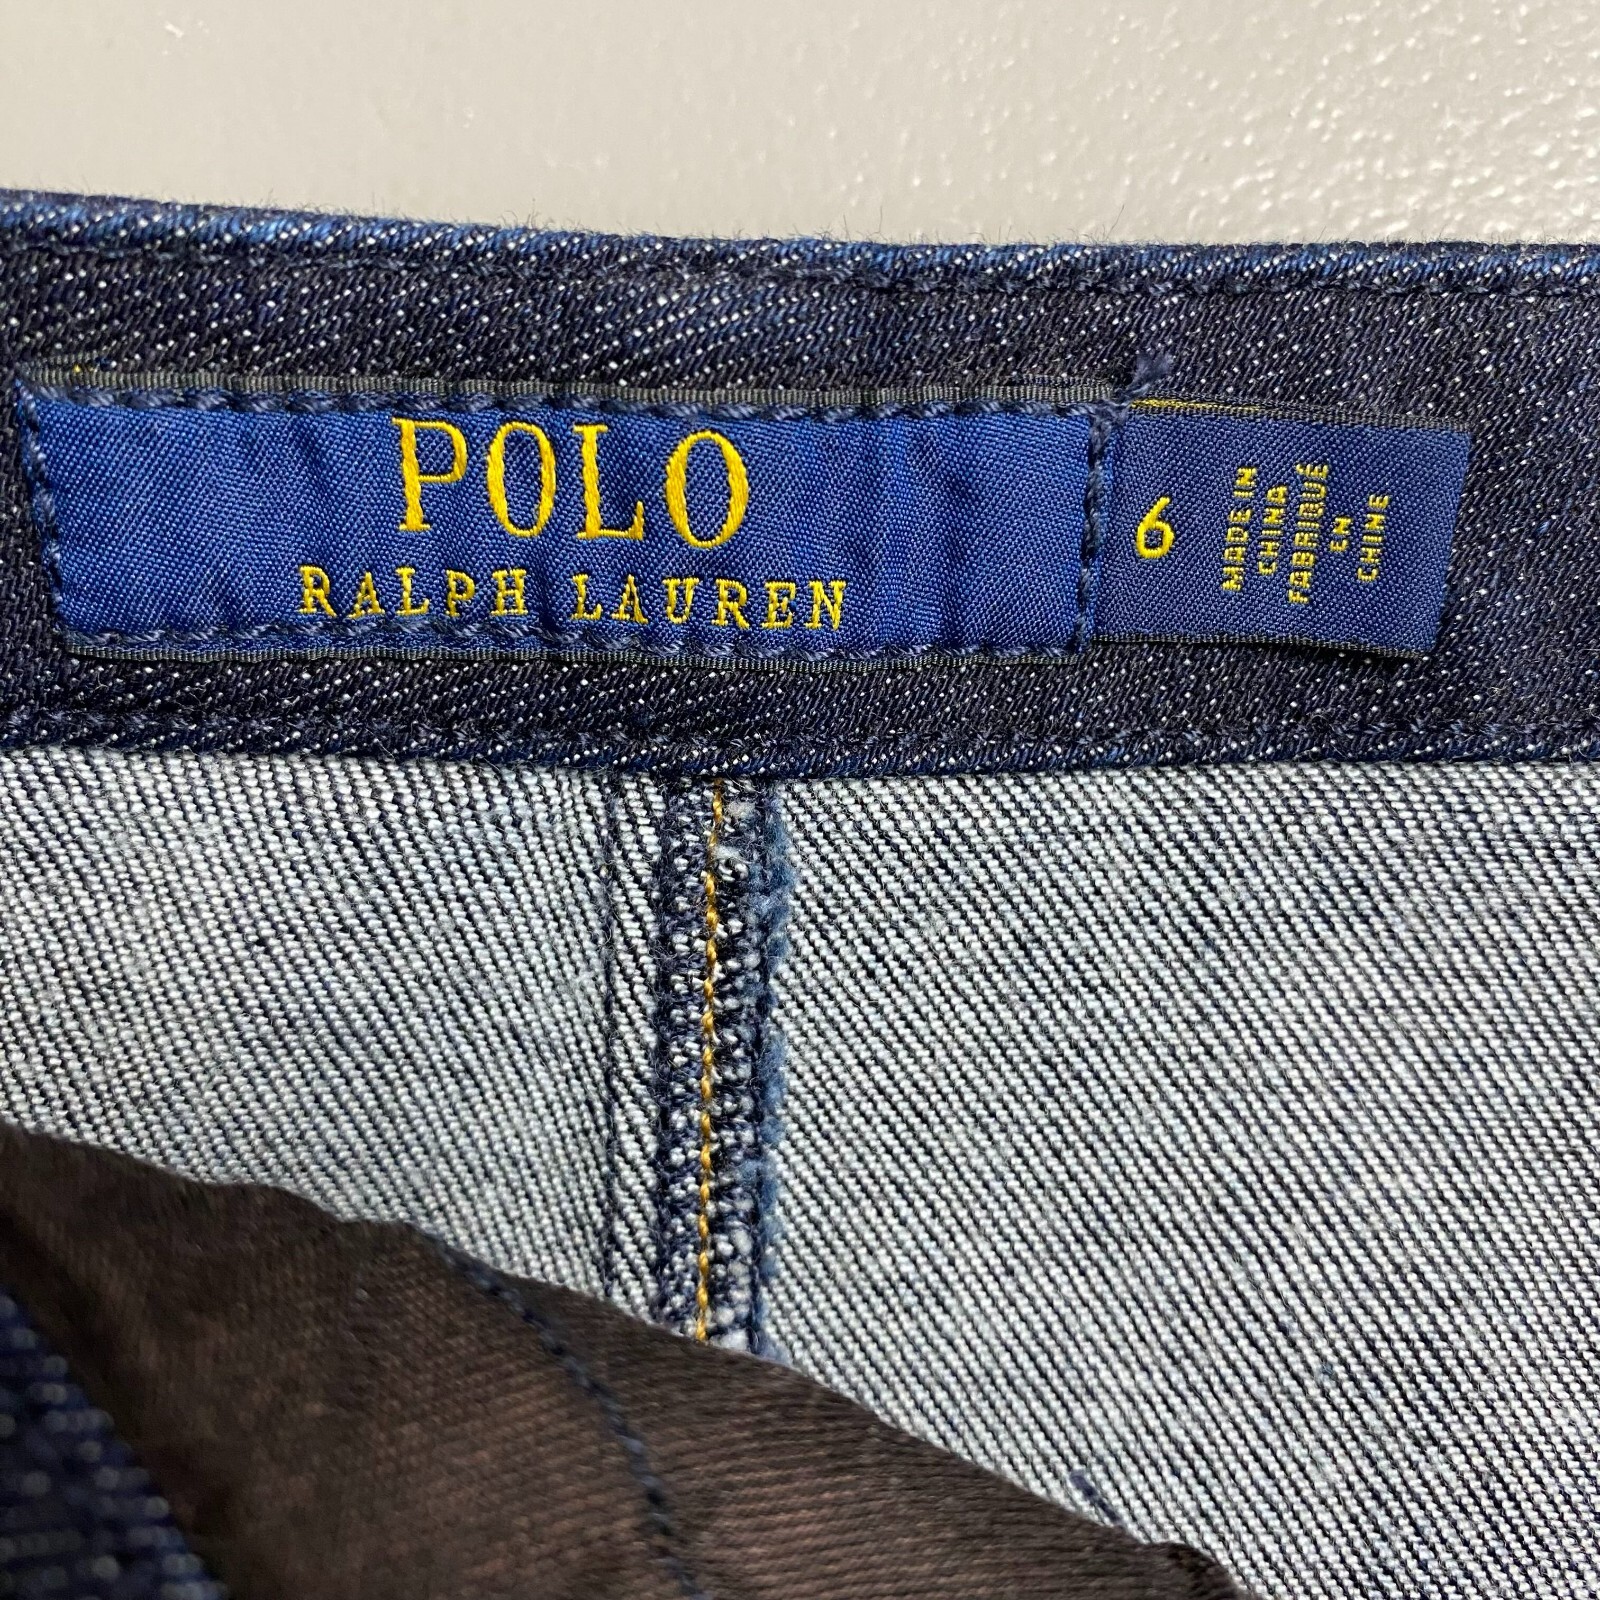 POLO
RALPH LAUREN
6
MADE IN
CHINA
FABRIQUÉ
EN
CHINE